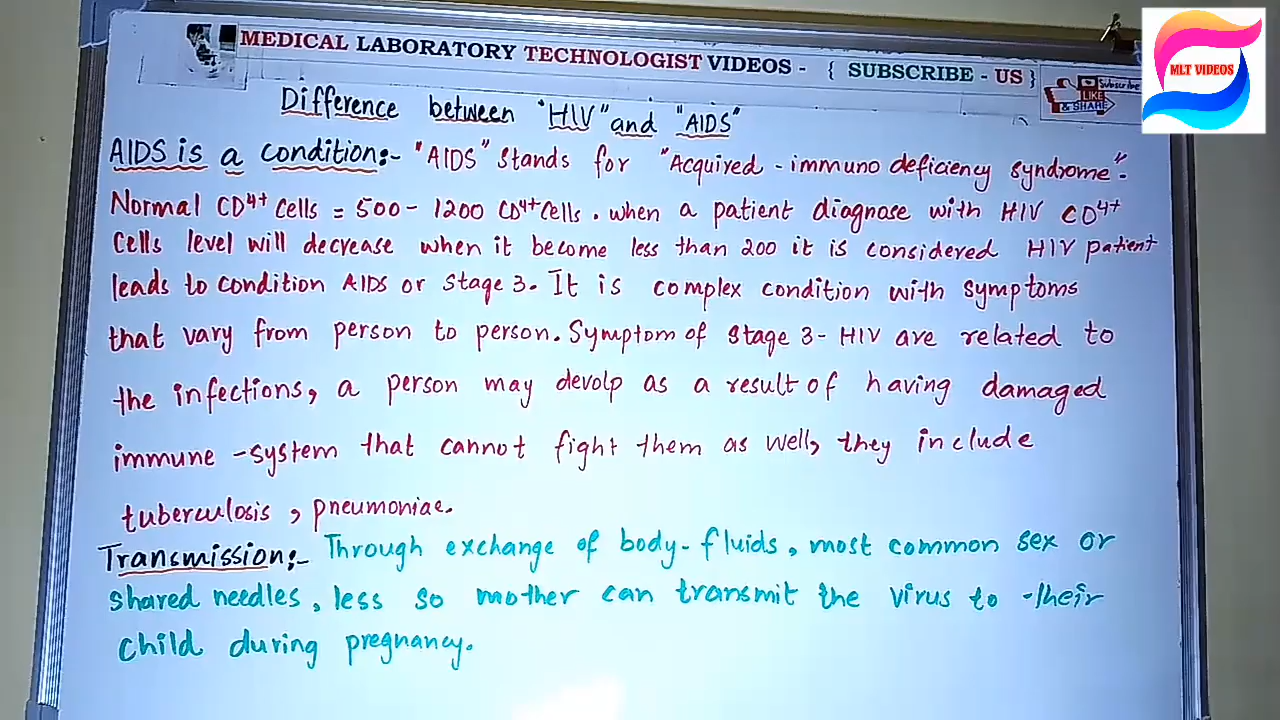 MEDICAL LABORATORY TECHNOLOGIST VIDEOS - { SUBSCRIBE - US }
Subscribe
LIKE
& SHARE
MLT VIDEOS
Difference between "HIV" and "AIDS"
AIDS is a condition:- "AIDS" stands for "Acquired - immuno deficiency syndrome".
Normal CD4+ cells = 500 - 1200 CD4+ cells. when a patient diagnose with HIV CD4+
cells level will decrease when it become less than 200 it is considered HIV patient
leads to condition AIDS or stage 3. It is complex condition with symptoms
that vary from person to person. Symptom of stage 3 - HIV are related to
the infections, a person may devolp as a result of having damaged
immune - system that cannot fight them as well, they include
tuberculosis, pneumoniae.
Transmission:- Through exchange of body - fluids, most common sex or
shared needles, less so mother can transmit the virus to - their
child during pregnancy.